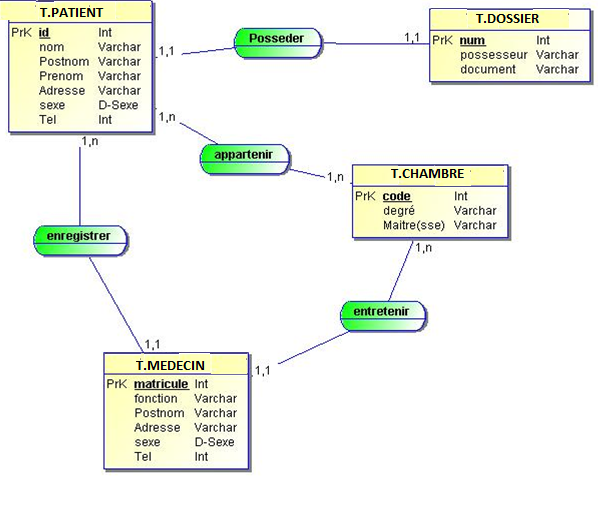 T.PATIENT
PrK id Int
nom Varchar
Postnom Varchar
Prenom Varchar
Adresse Varchar
sexe D-Sexe
Tel Int
1,1
Posseder
1,1
T.DOSSIER
PrK num Int
possesseur Varchar
document Varchar
1,n
appartenir
1,n
T.CHAMBRE
PrK code Int
degré Varchar
Maitre(sse) Varchar
1,n
enregistrer
1,1
1,n
entretenir
1,1
T.MEDECIN
PrK matricule Int
fonction Varchar
Postnom Varchar
Adresse Varchar
sexe D-Sexe
Tel Int